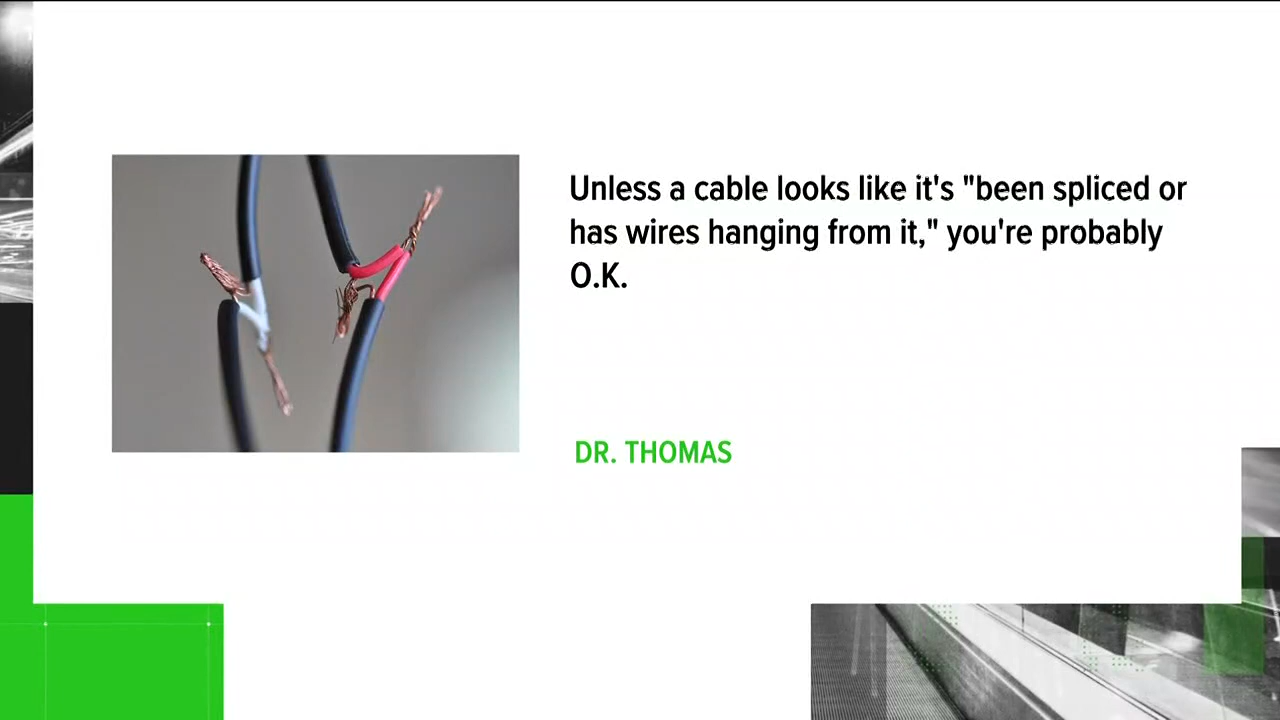 Unless a cable looks like it's "been spliced or
has wires hanging from it," you're probably
O.K.
DR. THOMAS